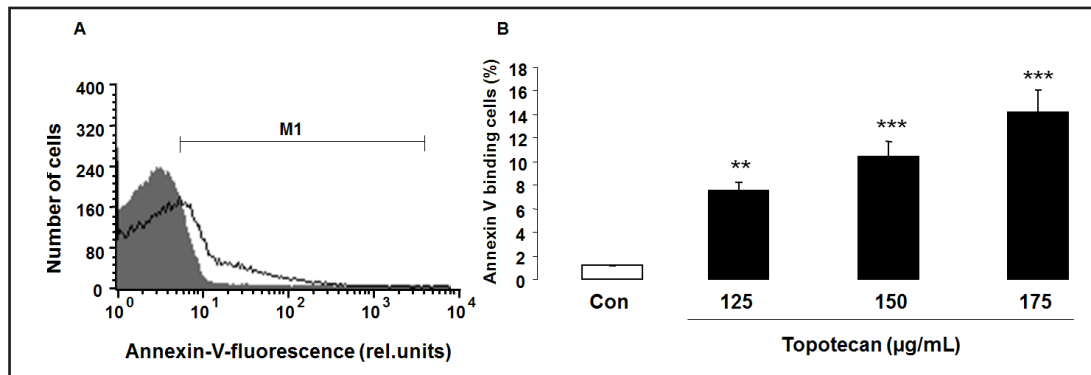 A
400
320
240
160
80
0
Number of cells
M1
10^0 10^1 10^2 10^3 10^4
Annexin-V-fluorescence (rel.units)
B
18
16
14
12
10
8
6
4
2
0
Annexin V binding cells (%)
**
***
***
Con 125 150 175
Topotecan (µg/mL)